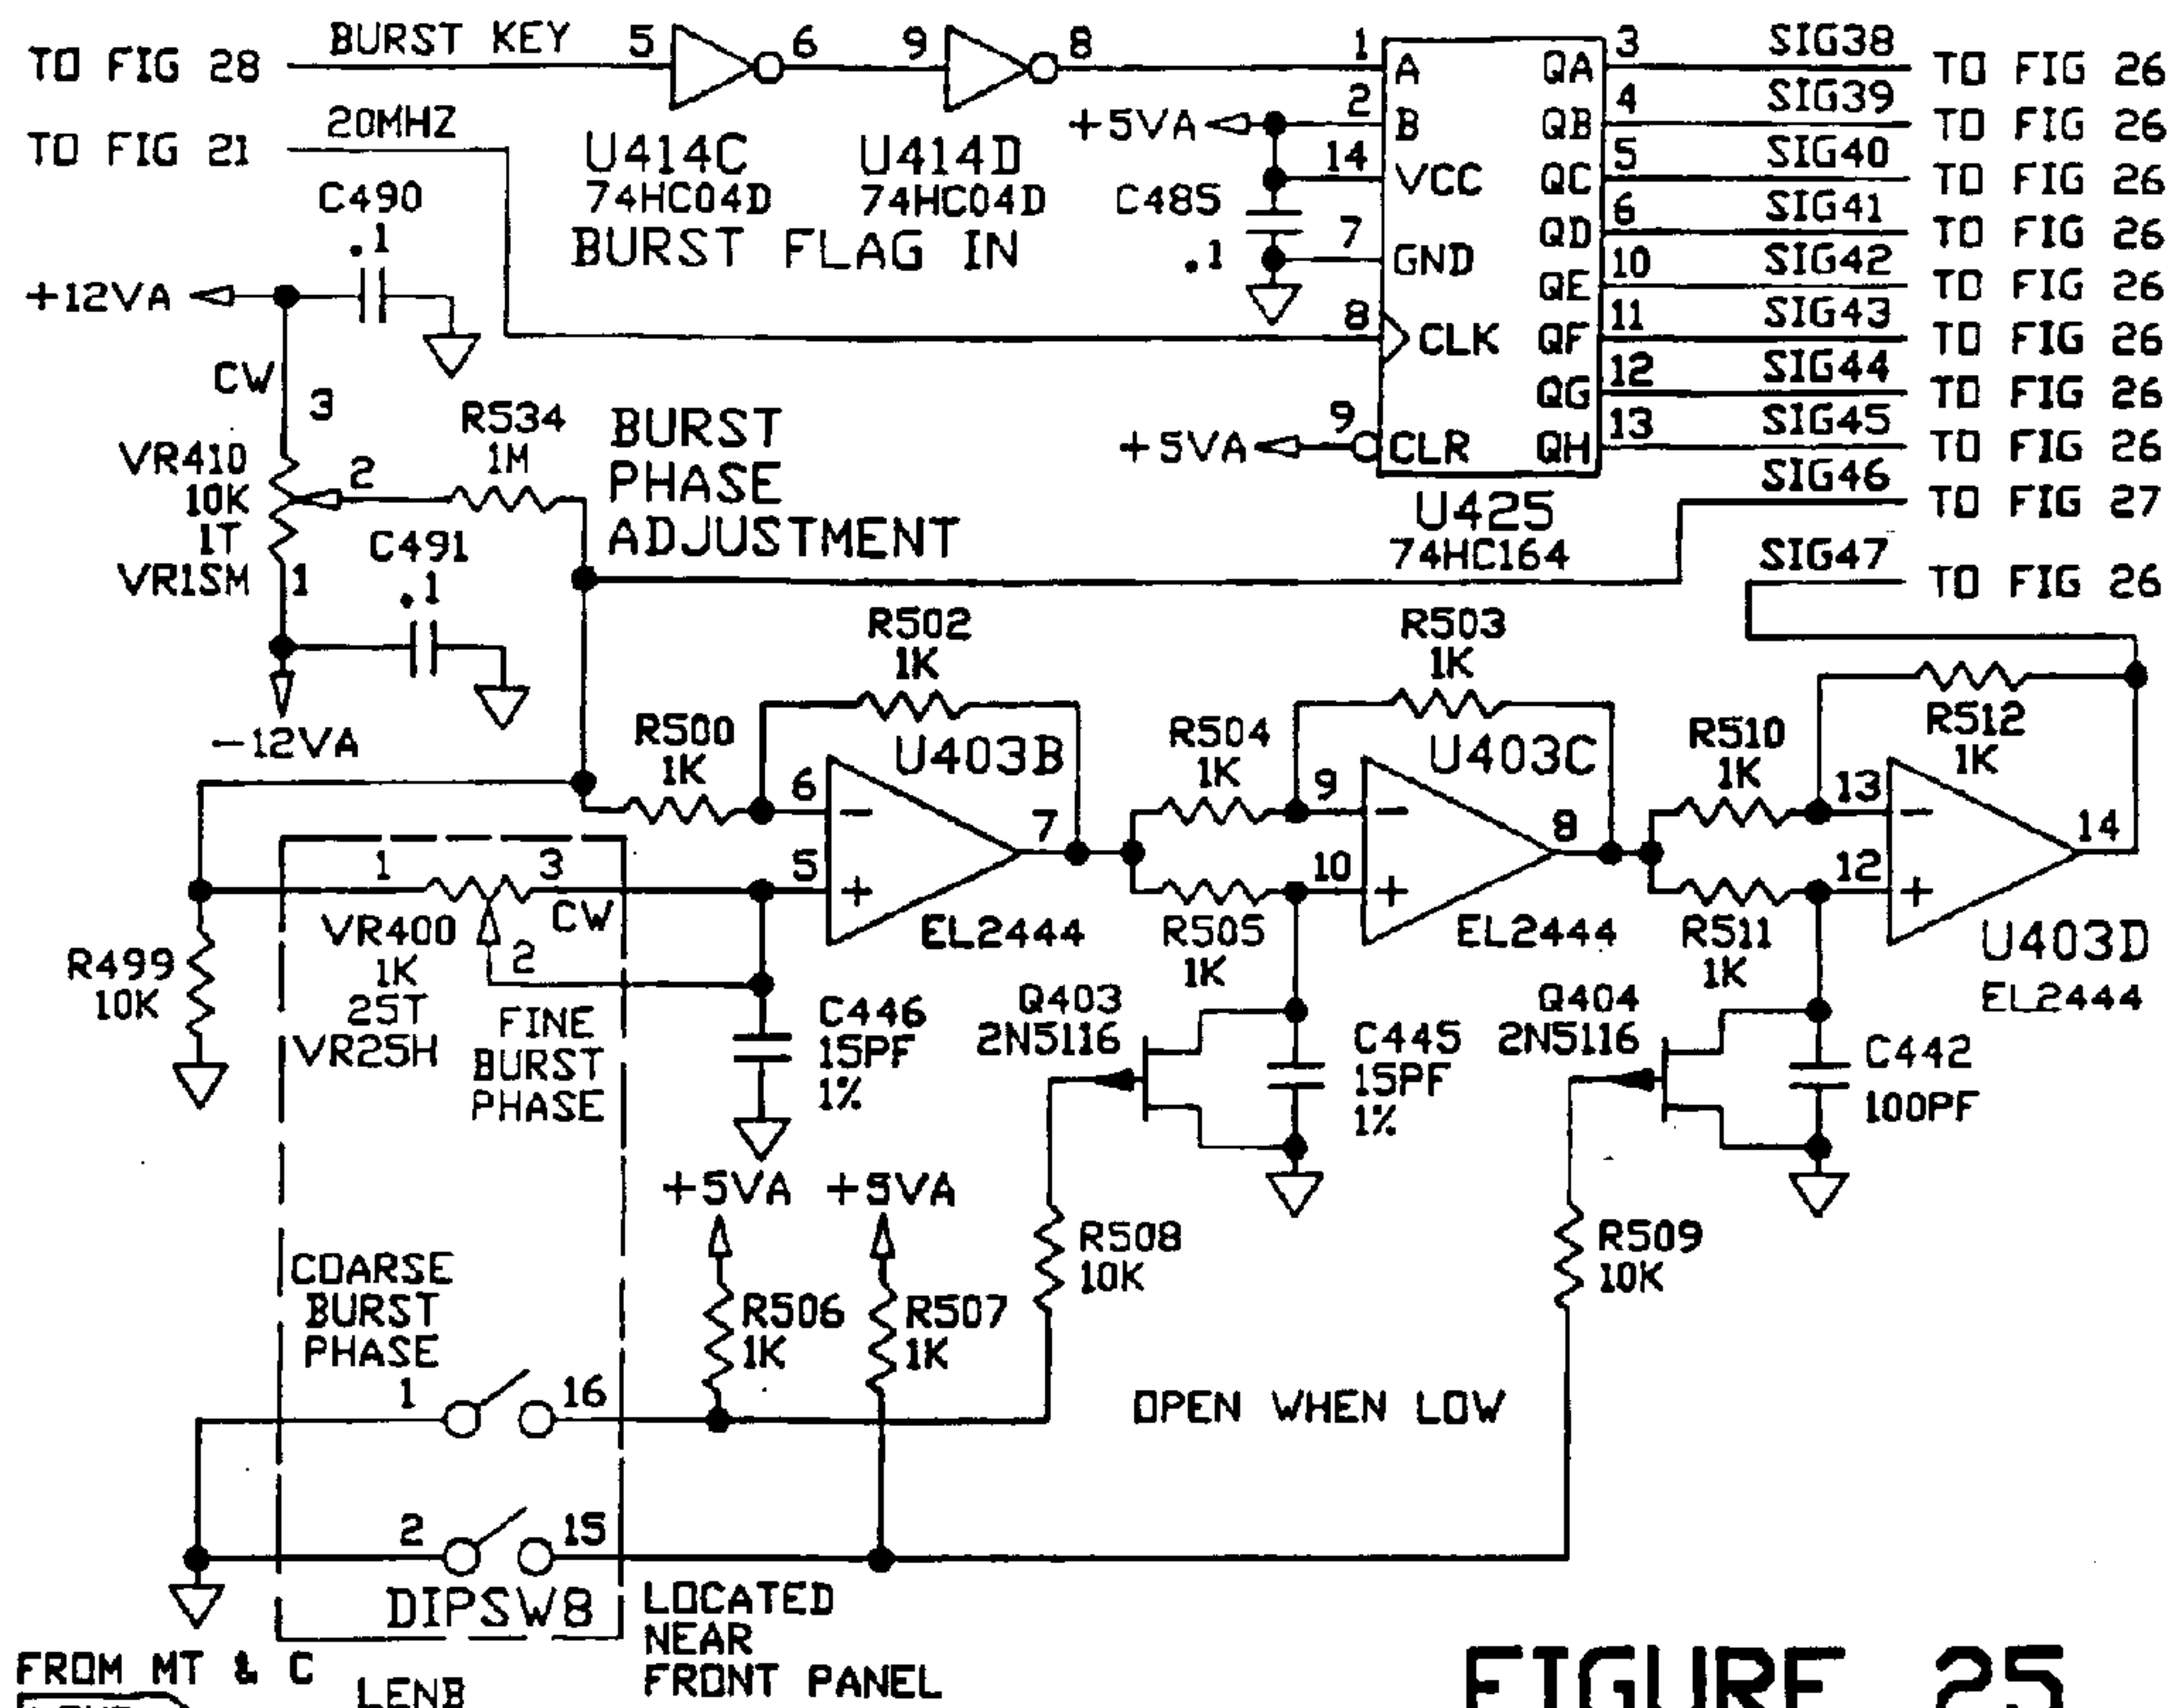 TO FIG 28
BURST KEY
5
6
9
8
1
A
QA
3
SIG38
TO FIG 26
TO FIG 21
20MHZ
+5VA
2
B
QB
4
SIG39
TO FIG 26
U414C
74HC04D
U414D
74HC04D
BURST FLAG IN
14
VCC
QC
5
SIG40
TO FIG 26
C485
.1
7
GND
QD
6
SIG41
TO FIG 26
QE
10
SIG42
TO FIG 26
8
CLK
QF
11
SIG43
TO FIG 26
QG
12
SIG44
TO FIG 26
+5VA
9
CLR
QH
13
SIG45
TO FIG 26
U425
74HC164
SIG46
TO FIG 27
SIG47
TO FIG 26
C490
.1
+12VA
CW
3
VR410
10K
1T
VR1SM
2
1
R534
1M
BURST
PHASE
ADJUSTMENT
C491
.1
-12VA
R502
1K
R503
1K
R500
1K
U403B
6
-
7
5
+
EL2444
R504
1K
U403C
9
-
8
10
+
EL2444
R505
1K
R510
1K
R512
1K
13
-
14
12
+
U403D
EL2444
R511
1K
1
3
CW
VR400
1K
25T
VR25H
2
FINE
BURST
PHASE
R499
10K
C446
15PF
1%
Q403
2N5116
C445
15PF
1%
Q404
2N5116
C442
100PF
+5VA
+5VA
R508
10K
R509
10K
R506
1K
R507
1K
COARSE
BURST
PHASE
1
16
OPEN WHEN LOW
2
15
DIPSW8
LOCATED
NEAR
FRONT PANEL
FROM MT & C
LENB
FIGURE 25